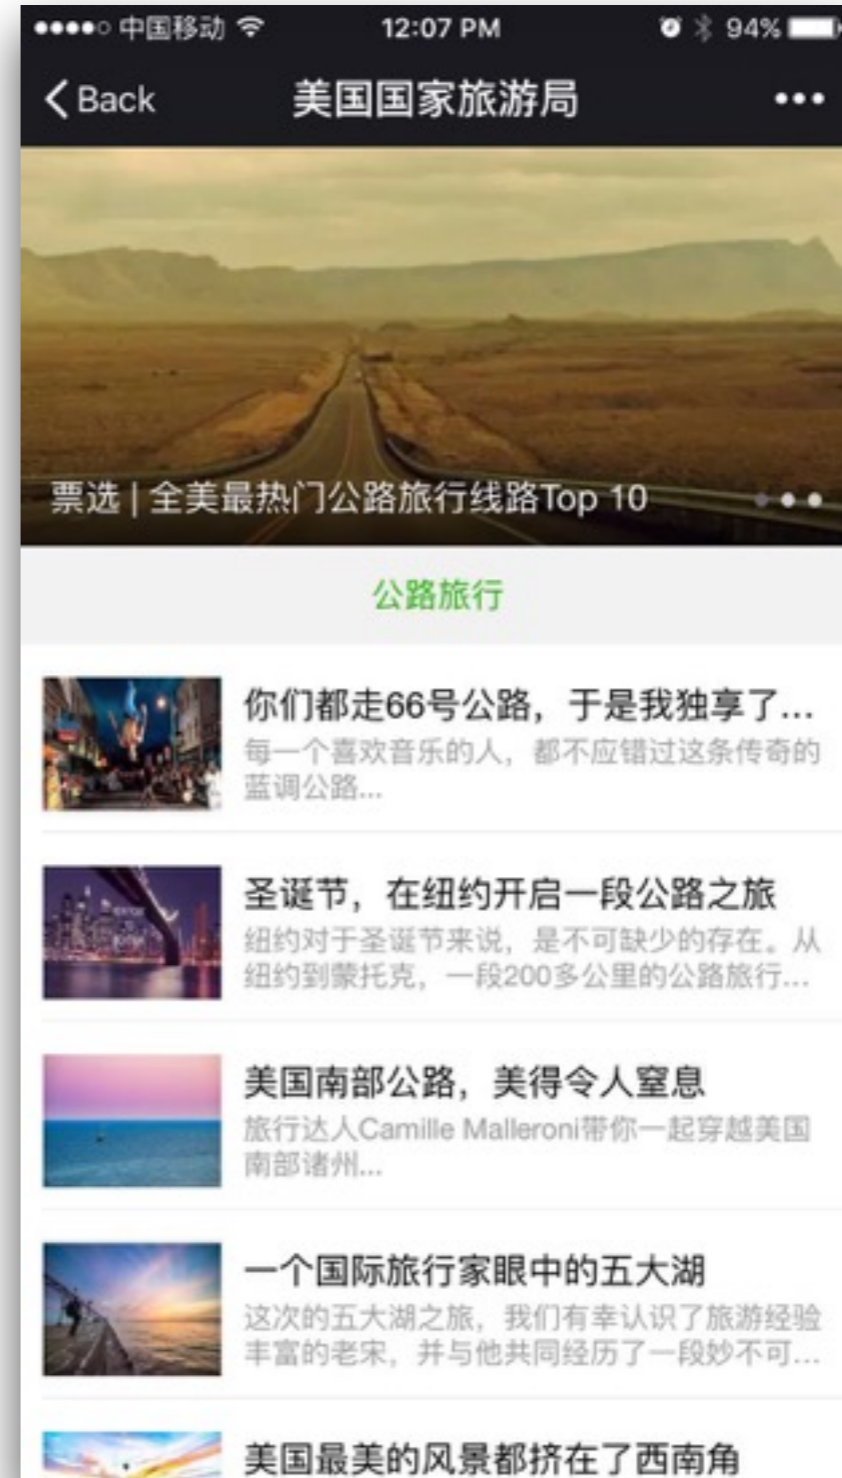 中国移动 12:07 PM 94%
Back 美国国家旅游局
票选 | 全美最热门公路旅行线路Top 10
公路旅行
你们都走66号公路，于是我独享了...
每一个喜欢音乐的人，都不应错过这条传奇的
蓝调公路...
圣诞节，在纽约开启一段公路之旅
纽约对于圣诞节来说，是不可缺少的存在。从
纽约到蒙托克，一段200多公里的公路旅行...
美国南部公路，美得令人窒息
旅行达人Camille Malleroni带你一起穿越美国
南部诸州...
一个国际旅行家眼中的五大湖
这次的五大湖之旅，我们有幸认识了旅游经验
丰富的老宋，并与他共同经历了一段妙不可...
美国最美的风景都挤在了西南角